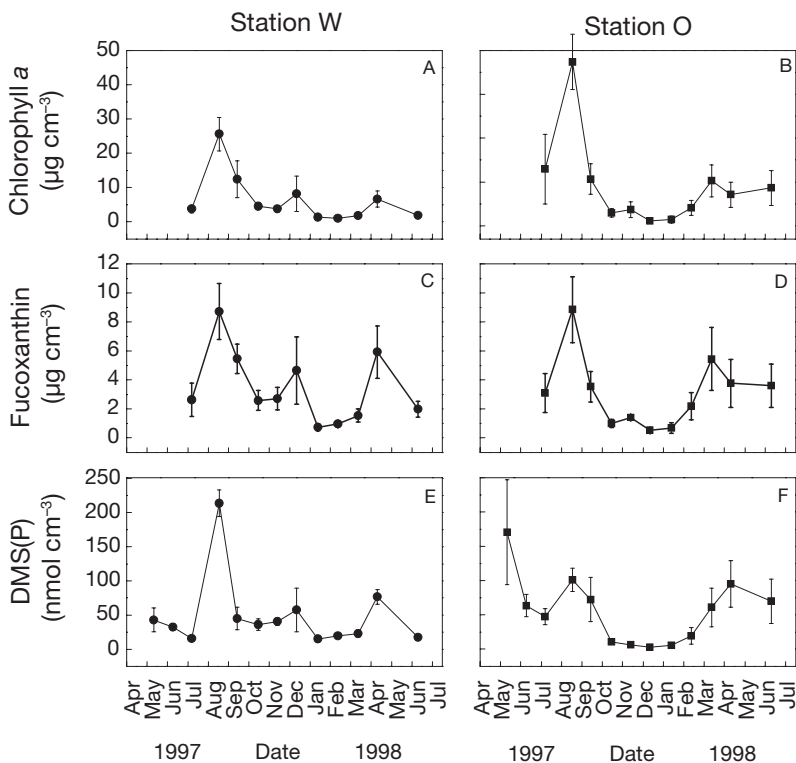 Station W
Station O
Chlorophyll a
(µg cm⁻³)
50
40
30
20
10
0
A
B
Fucoxanthin
(µg cm⁻³)
12
10
8
6
4
2
0
C
D
DMS(P)
(nmol cm⁻³)
250
200
150
100
50
0
E
F
Apr
May
Jun
Jul
Aug
Sep
Oct
Nov
Dec
Jan
Feb
Mar
Apr
May
Jun
Jul
Apr
May
Jun
Jul
Aug
Sep
Oct
Nov
Dec
Jan
Feb
Mar
Apr
May
Jun
Jul
1997 Date 1998
1997 Date 1998